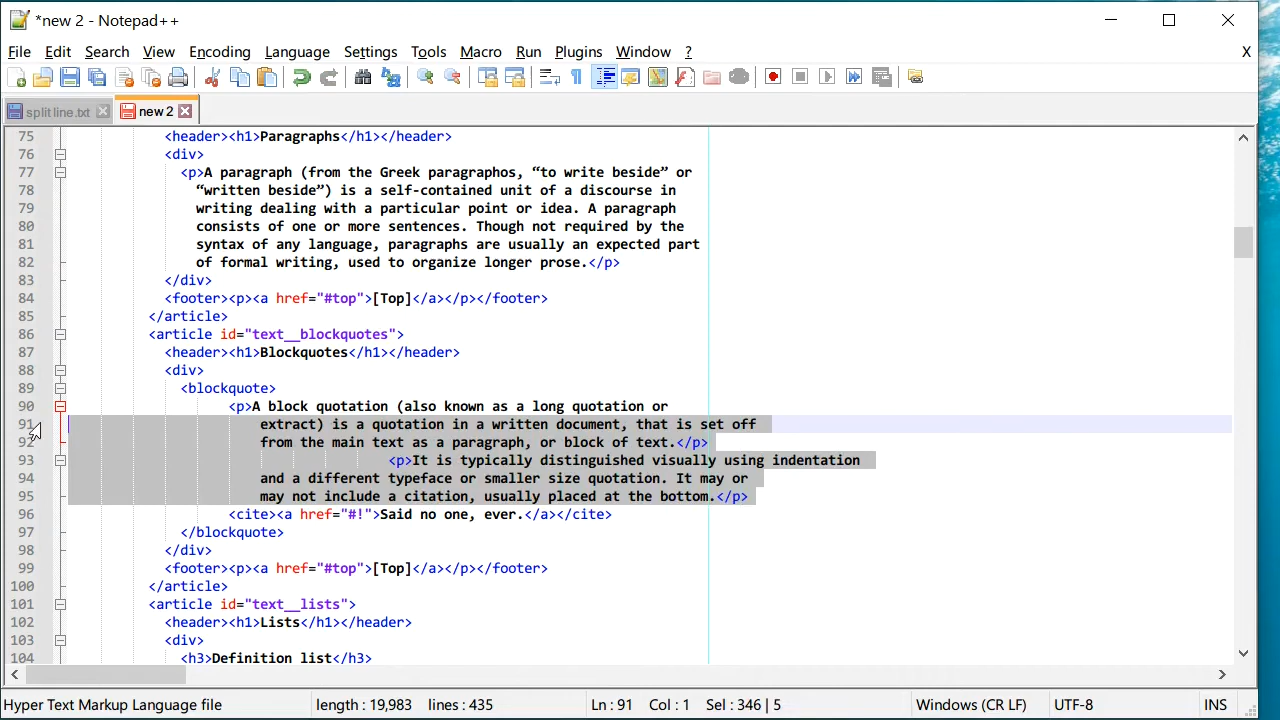 *new 2 - Notepad++
File Edit Search View Encoding Language Settings Tools Macro Run Plugins Window ? X
split line.txt new 2
75 <header><h1>Paragraphs</h1></header>
76 <div>
77 <p>A paragraph (from the Greek paragraphos, “to write beside” or
78 “written beside”) is a self-contained unit of a discourse in
79 writing dealing with a particular point or idea. A paragraph
80 consists of one or more sentences. Though not required by the
81 syntax of any language, paragraphs are usually an expected part
82 of formal writing, used to organize longer prose.</p>
83 </div>
84 <footer><p><a href="#top">[Top]</a></p></footer>
85 </article>
86 <article id="text__blockquotes">
87 <header><h1>Blockquotes</h1></header>
88 <div>
89 <blockquote>
90 <p>A block quotation (also known as a long quotation or
91 extract) is a quotation in a written document, that is set off
92 from the main text as a paragraph, or block of text.</p>
93 <p>It is typically distinguished visually using indentation
94 and a different typeface or smaller size quotation. It may or
95 may not include a citation, usually placed at the bottom.</p>
96 <cite><a href="#!">Said no one, ever.</a></cite>
97 </blockquote>
98 </div>
99 <footer><p><a href="#top">[Top]</a></p></footer>
100 </article>
101 <article id="text__lists">
102 <header><h1>Lists</h1></header>
103 <div>
104 <h3>Definition list</h3>
Hyper Text Markup Language file length : 19,983 lines : 435 Ln : 91 Col : 1 Sel : 346 | 5 Windows (CR LF) UTF-8 INS